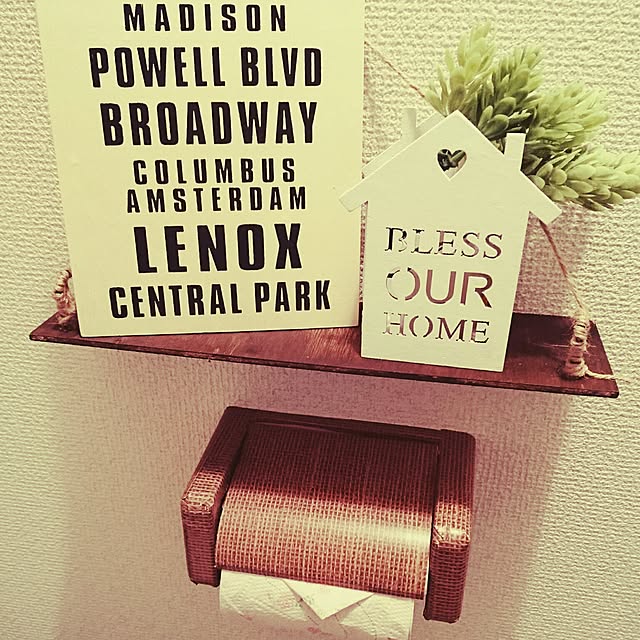 MADISON
POWELL BLVD
BROADWAY
COLUMBUS
AMSTERDAM
LENOX
CENTRAL PARK
BLESS
OUR
HOME